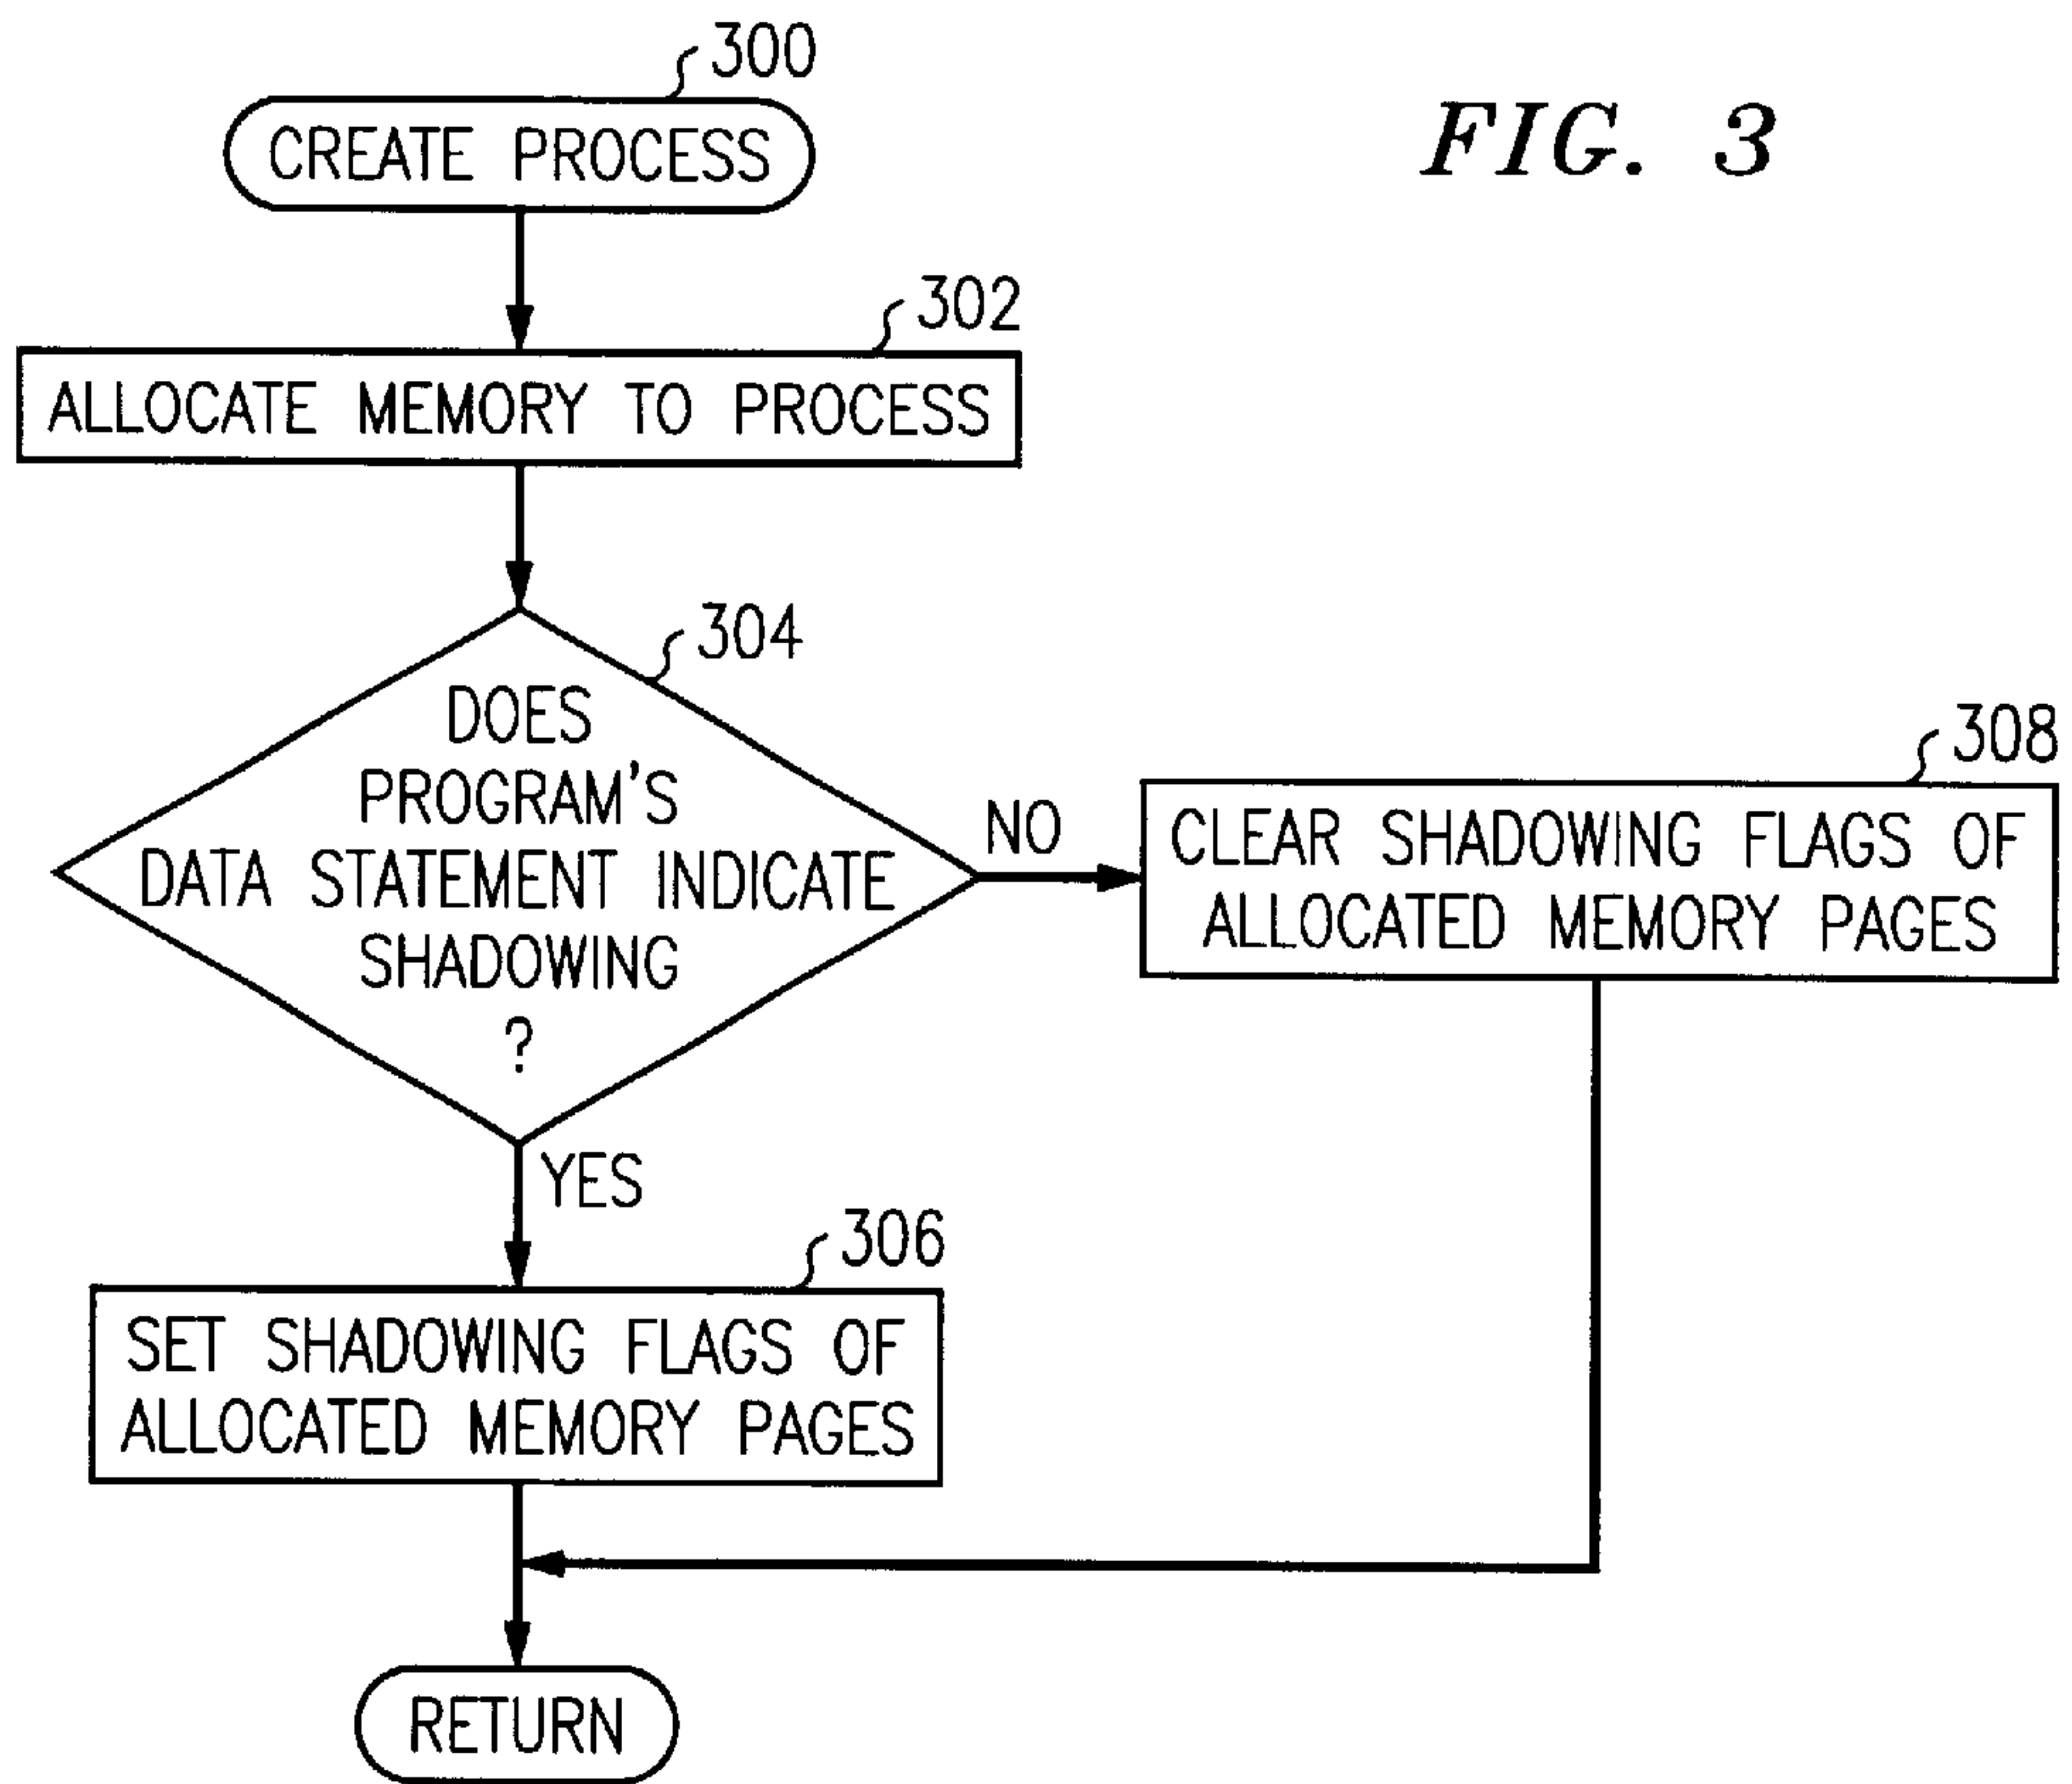 300
FIG. 3
CREATE PROCESS
302
ALLOCATE MEMORY TO PROCESS
304
DOES
PROGRAM'S
DATA STATEMENT INDICATE
SHADOWING
?
NO
308
CLEAR SHADOWING FLAGS OF
ALLOCATED MEMORY PAGES
YES
306
SET SHADOWING FLAGS OF
ALLOCATED MEMORY PAGES
RETURN